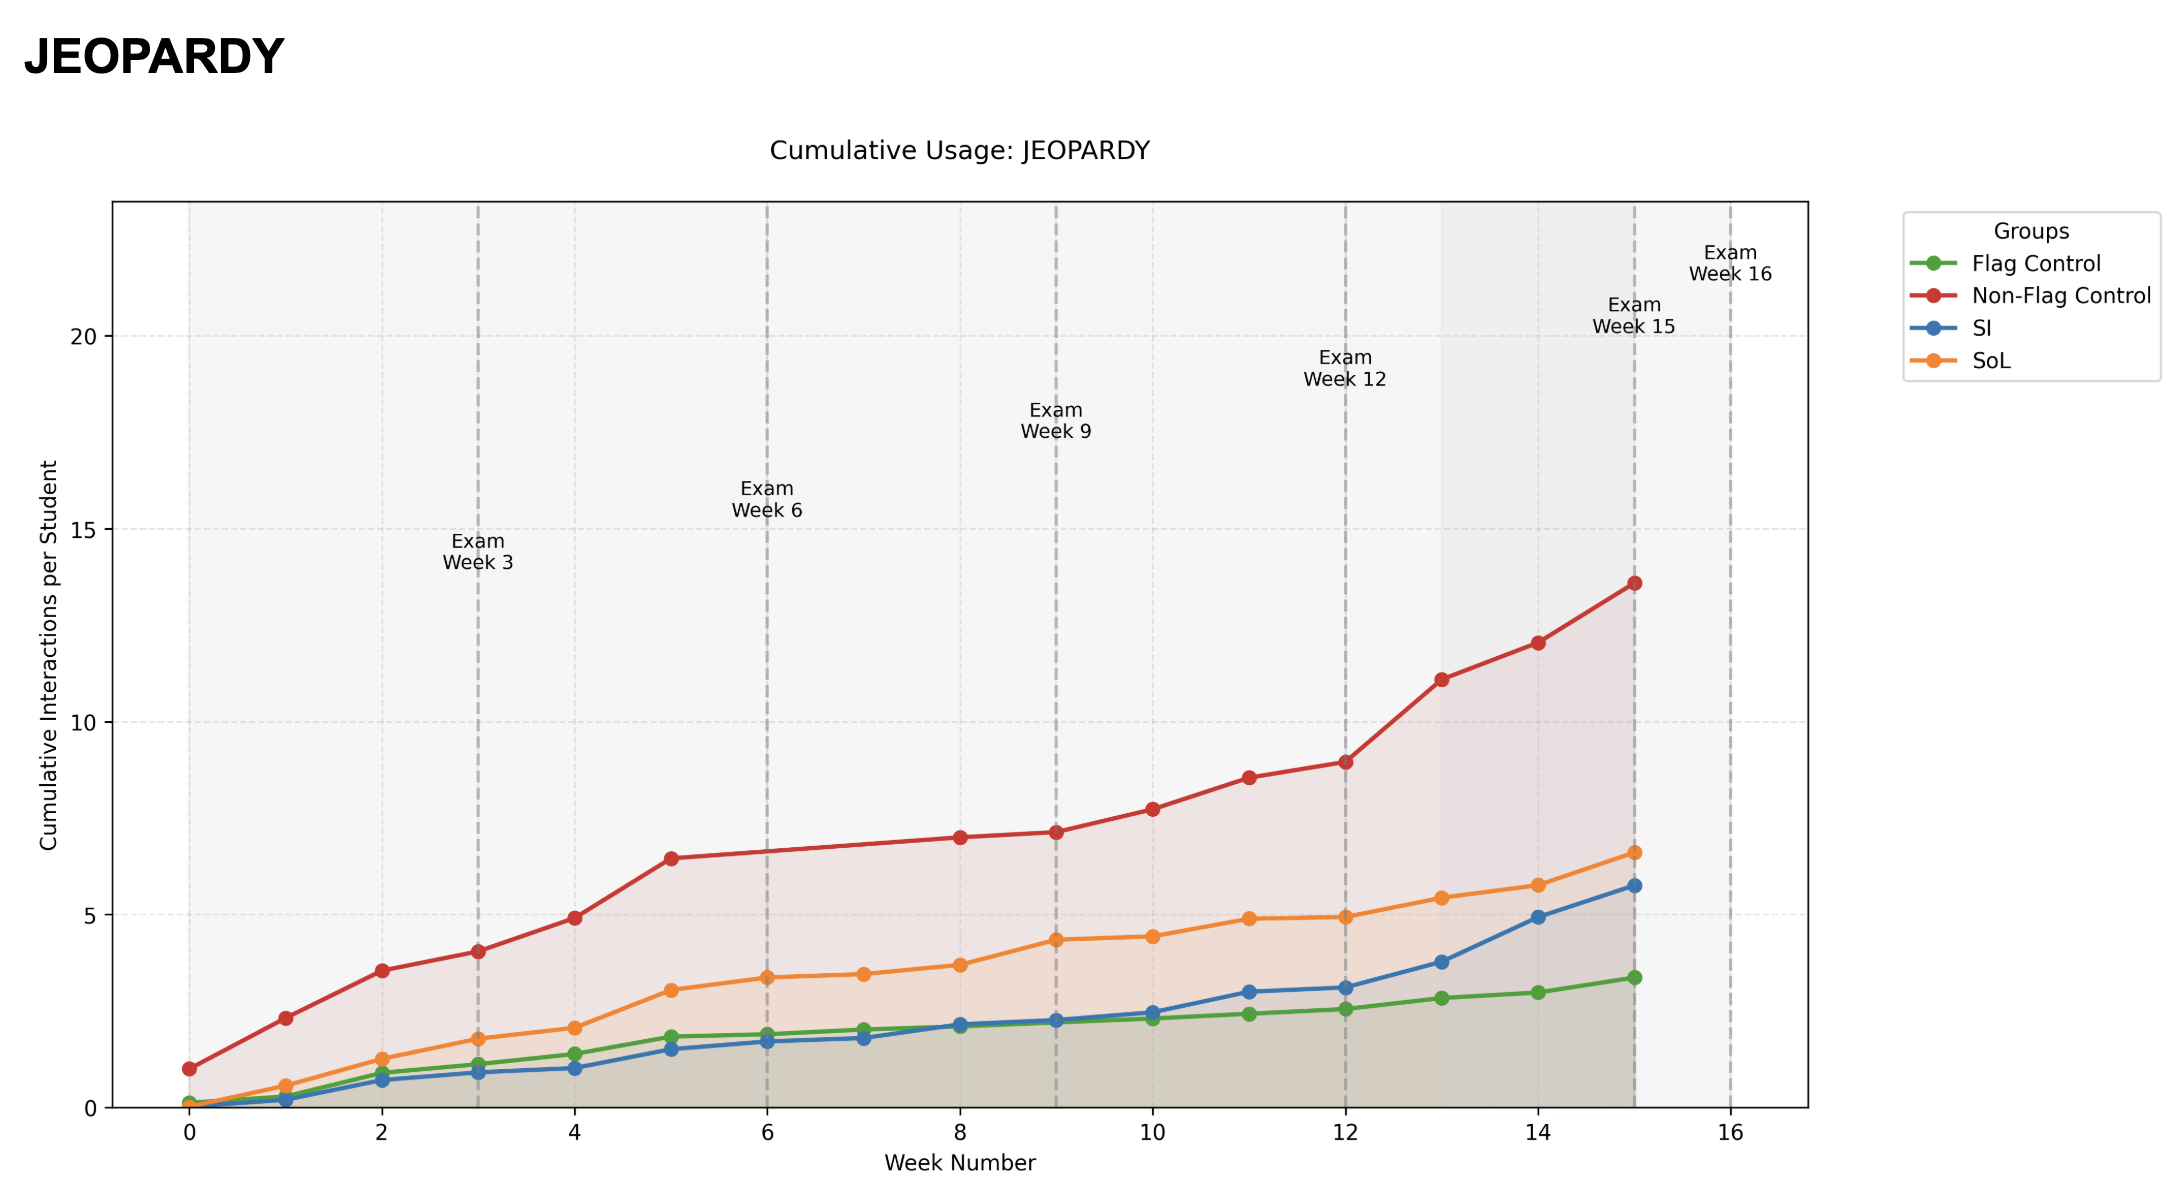 JEOPARDY
Cumulative Usage: JEOPARDY
Cumulative Interactions per Student
20
15
10
5
0
Exam
Week 3
Exam
Week 6
Exam
Week 9
Exam
Week 12
Exam
Week 15
Exam
Week 16
0 2 4 6 8 10 12 14 16
Week Number
Groups
Flag Control
Non-Flag Control
SI
SoL